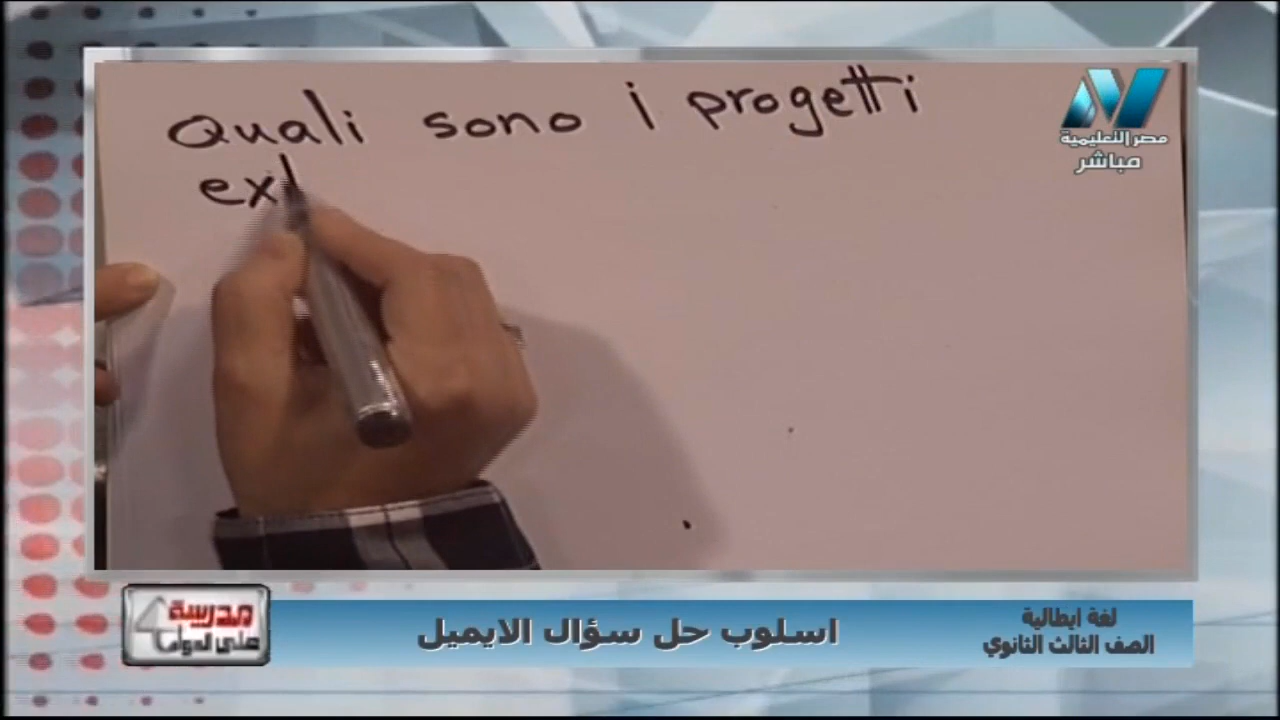 Quali sono i progetti
ex
مصر التعليمية
مباشر
مدرسة
على الهواء
لغة ايطالية
الصف الثالث الثانوي
اسلوب حل سؤال الايميل